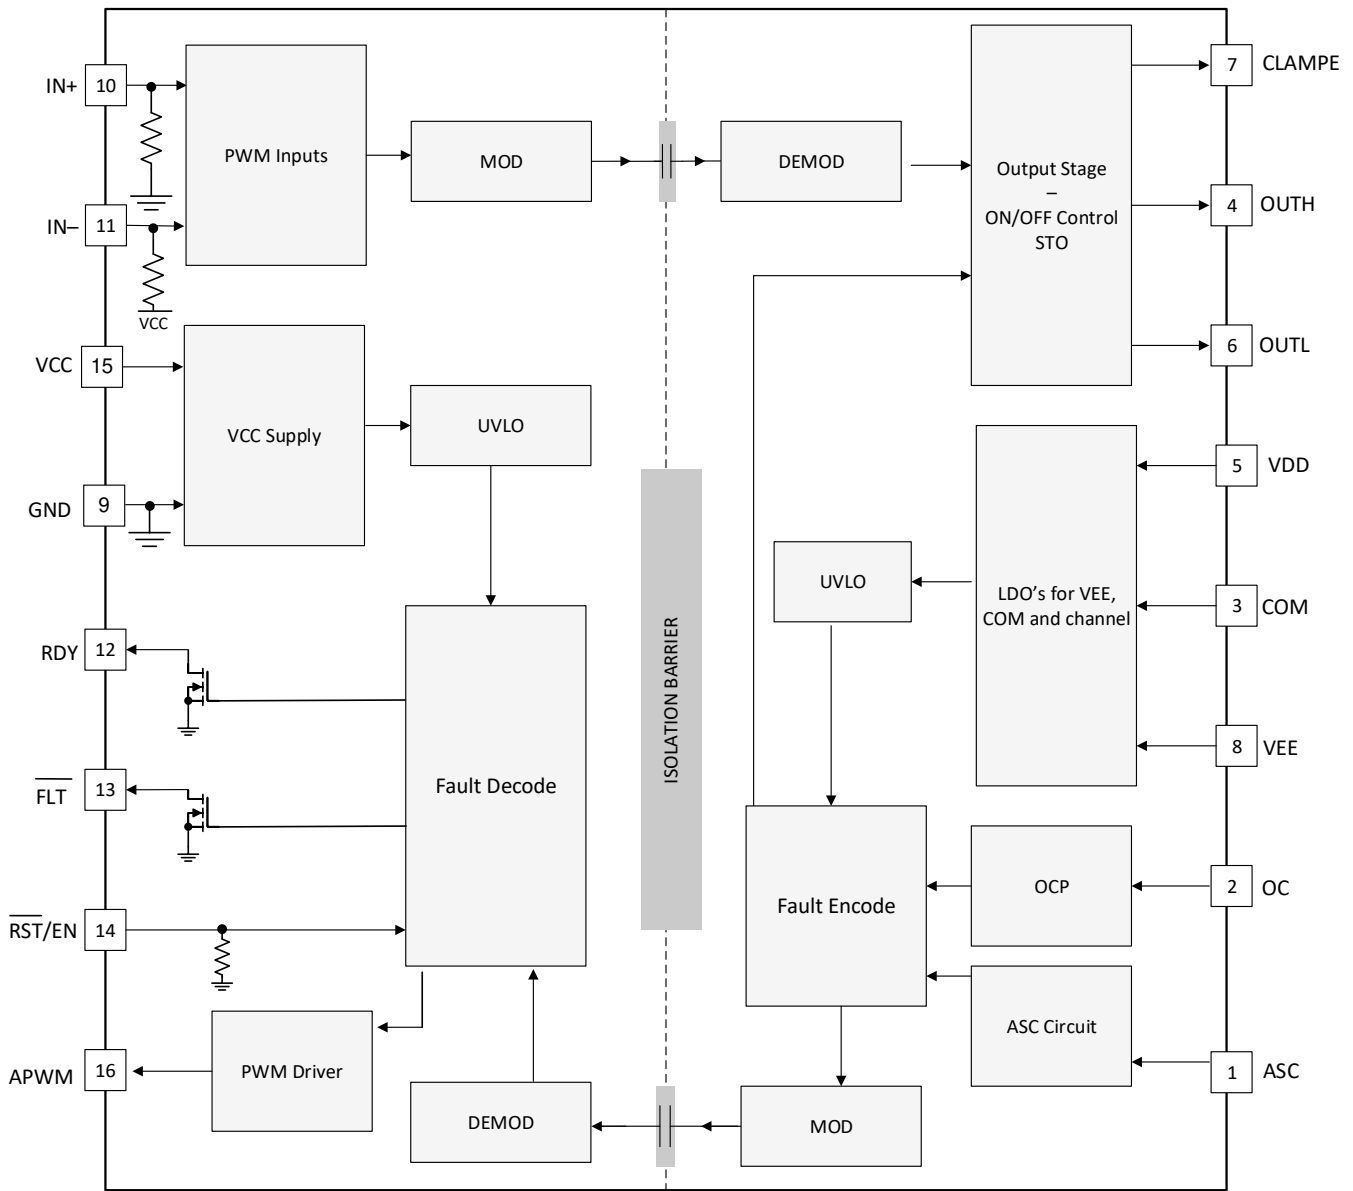 IN+
10
PWM Inputs
MOD
DEMOD
Output Stage
–
ON/OFF Control
STO
7
CLAMPE
IN–
11
VCC
4
OUTH
6
OUTL
VCC
15
VCC Supply
UVLO
GND
9
5
VDD
LDO's for VEE,
COM and channel
3
COM
8
VEE
UVLO
ISOLATION BARRIER
RDY
12
FLT
13
Fault Decode
RST/EN
14
Fault Encode
OCP
2
OC
ASC Circuit
1
ASC
APWM
16
PWM Driver
DEMOD
MOD